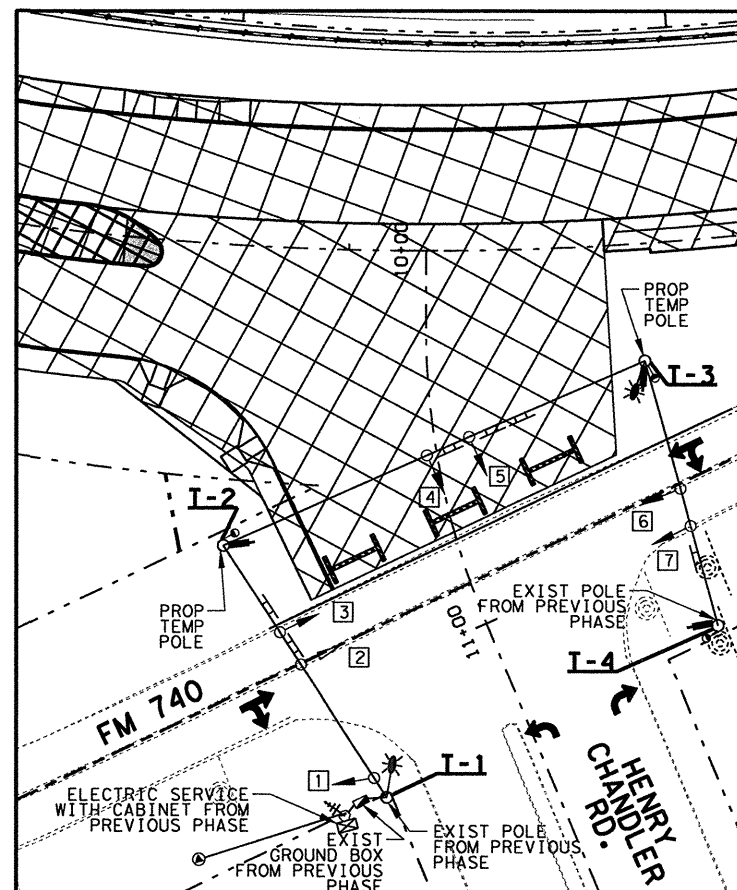 10+00
PROP
TEMP
POLE
T-3
5
4
T-2
6
7
EXIST POLE
FROM PREVIOUS
PHASE
PROP
TEMP
POLE
3
2
11+00
T-4
FM 740
1
T-1
HENRY
CHANDLER
RD.
ELECTRIC SERVICE
WITH CABINET FROM
PREVIOUS PHASE
EXIST
GROUND BOX
FROM PREVIOUS
PHASE
EXIST POLE
FROM PREVIOUS
PHASE